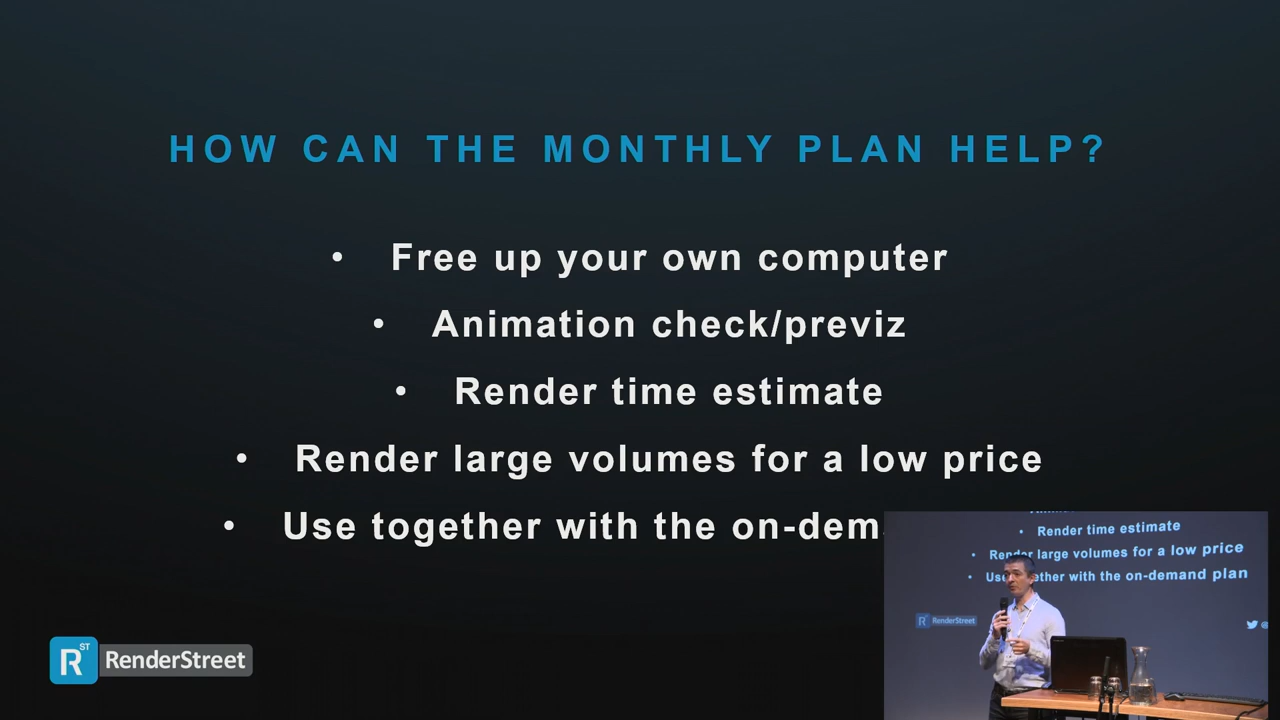 HOW CAN THE MONTHLY PLAN HELP?
• Free up your own computer
• Animation check/previz
• Render time estimate
• Render large volumes for a low price
• Use together with the on-dem
R ST RenderStreet
• Render time estimate
• Render large volumes for a low price
• Use together with the on-demand plan
RenderStreet